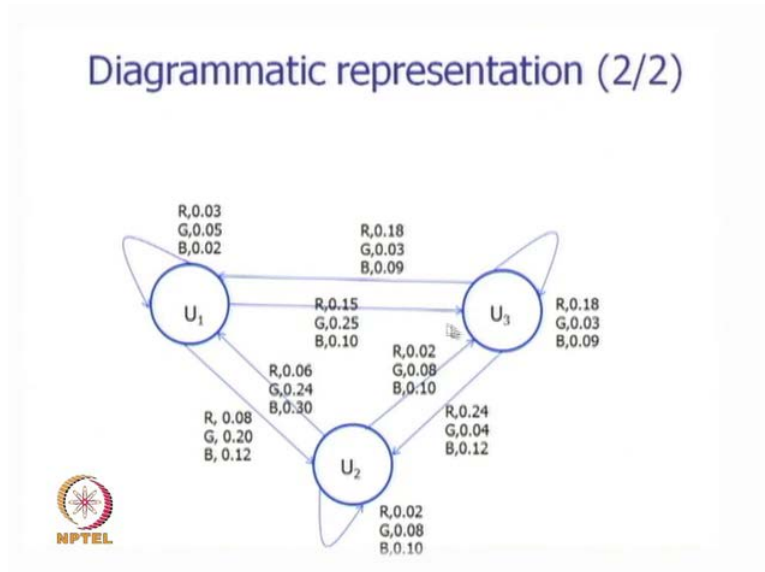 Diagrammatic representation (2/2)
R,0.03
G,0.05
B,0.02
R,0.18
G,0.03
B,0.09
U1
R,0.15
G,0.25
B,0.10
U3
R,0.18
G,0.03
B,0.09
R,0.02
G,0.08
B,0.10
R,0.06
G,0.24
B,0.30
R, 0.08
G, 0.20
B, 0.12
R,0.24
G,0.04
B,0.12
U2
R,0.02
G,0.08
B,0.10
NPTEL